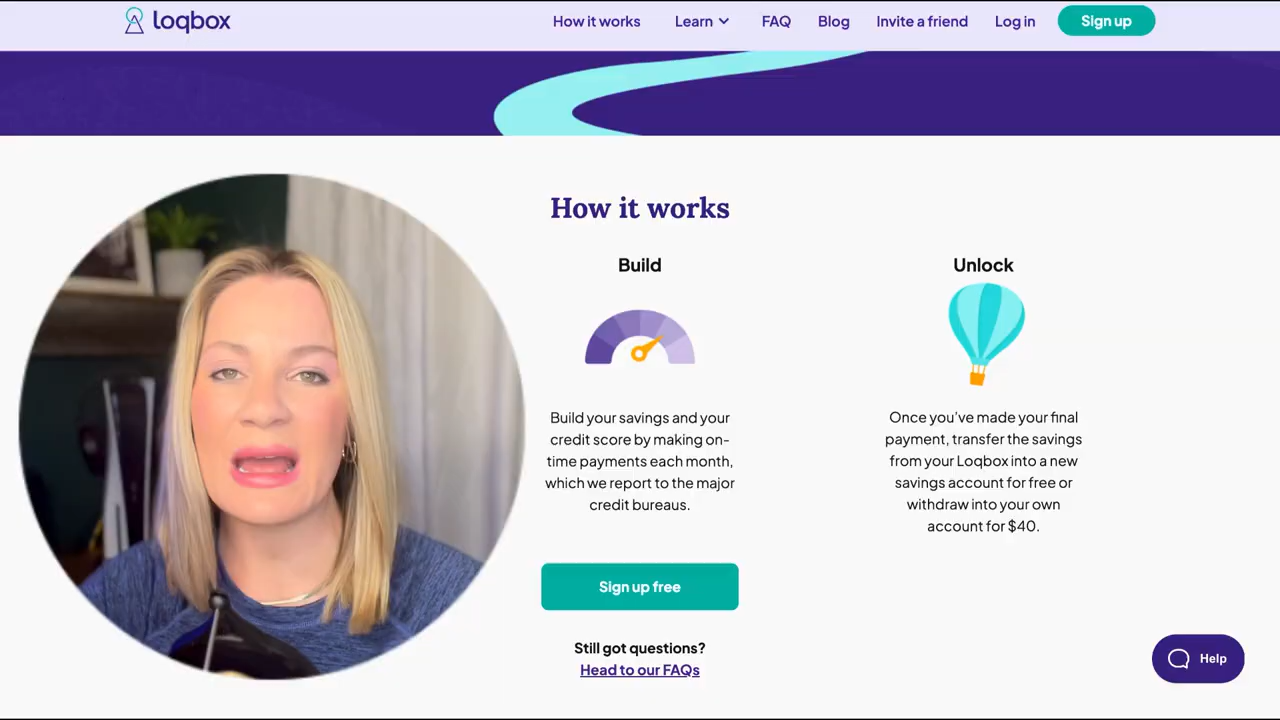 loqbox
How it works
Learn
FAQ
Blog
Invite a friend
Log in
Sign up
How it works
Build
Build your savings and your
credit score by making on-
time payments each month,
which we report to the major
credit bureaus.
Unlock
Once you've made your final
payment, transfer the savings
from your Loqbox into a new
savings account for free or
withdraw into your own
account for $40.
Sign up free
Still got questions?
Head to our FAQs
Help